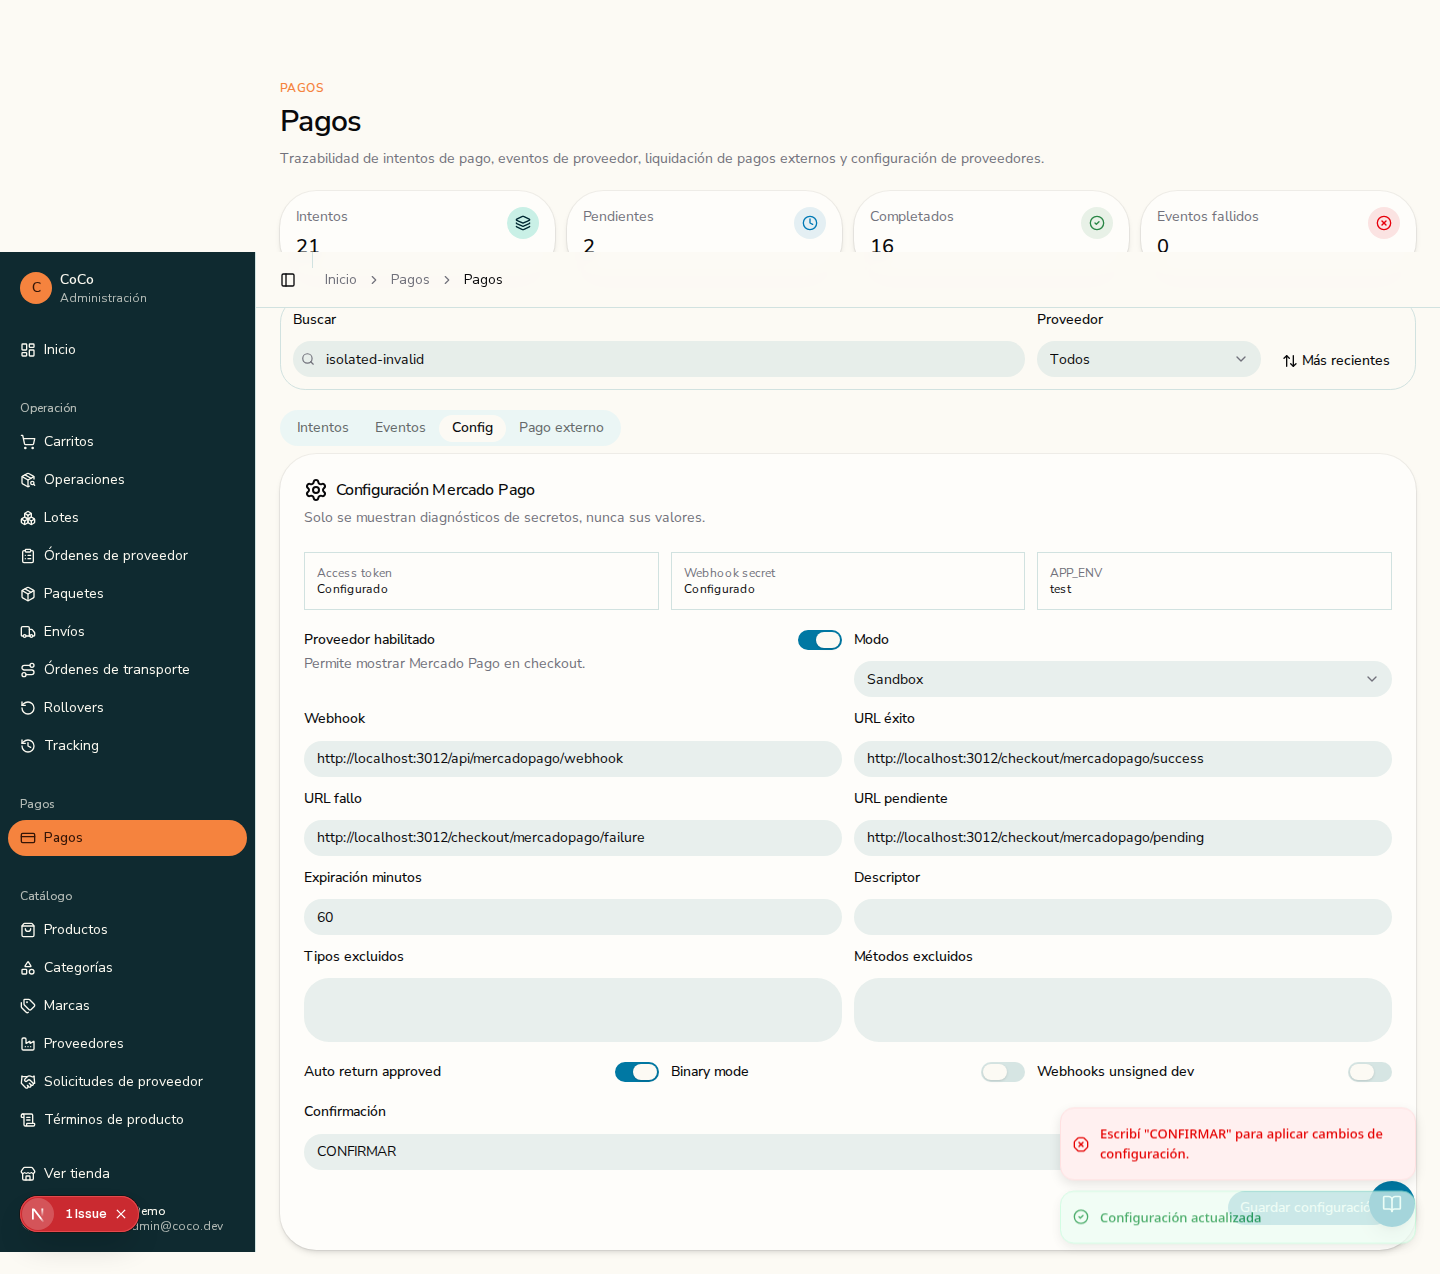 PAGOS
Pagos
Trazabilidad de intentos de pago, eventos de proveedor, liquidación de pagos externos y configuración de proveedores.
Intentos
21
Pendientes
2
Completados
16
Eventos fallidos
0
C
CoCo
Administración
Inicio
Operación
Carritos
Operaciones
Lotes
Órdenes de proveedor
Paquetes
Envíos
Órdenes de transporte
Rollovers
Tracking
Pagos
Pagos
Catálogo
Productos
Categorías
Marcas
Proveedores
Solicitudes de proveedor
Términos de producto
Ver tienda
1 Issue
emo
dmin@coco.dev
Inicio
Pagos
Pagos
Buscar
isolated-invalid
Proveedor
Todos
Más recientes
Intentos
Eventos
Config
Pago externo
Configuración Mercado Pago
Solo se muestran diagnósticos de secretos, nunca sus valores.
Access token
Configurado
Webhook secret
Configurado
APP_ENV
test
Proveedor habilitado
Permite mostrar Mercado Pago en checkout.
Modo
Sandbox
Webhook
http://localhost:3012/api/mercadopago/webhook
URL éxito
http://localhost:3012/checkout/mercadopago/success
URL fallo
http://localhost:3012/checkout/mercadopago/failure
URL pendiente
http://localhost:3012/checkout/mercadopago/pending
Expiración minutos
60
Descriptor
Tipos excluidos
Métodos excluidos
Auto return approved
Binary mode
Webhooks unsigned dev
Confirmación
CONFIRMAR
Escribí "CONFIRMAR" para aplicar cambios de
configuración.
Guardar configuració
Configuración actualizada